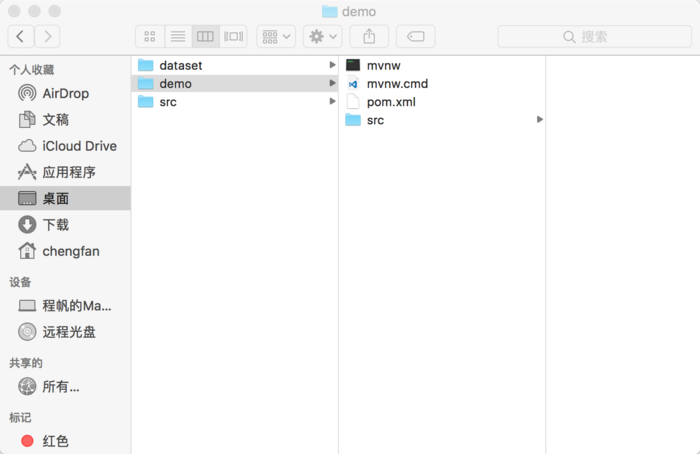 demo
搜索
个人收藏
AirDrop
文稿
iCloud Drive
应用程序
桌面
下载
chengfan
设备
程帆的Ma...
远程光盘
共享的
所有...
标记
红色
dataset
demo
src
mvnw
mvnw.cmd
pom.xml
src